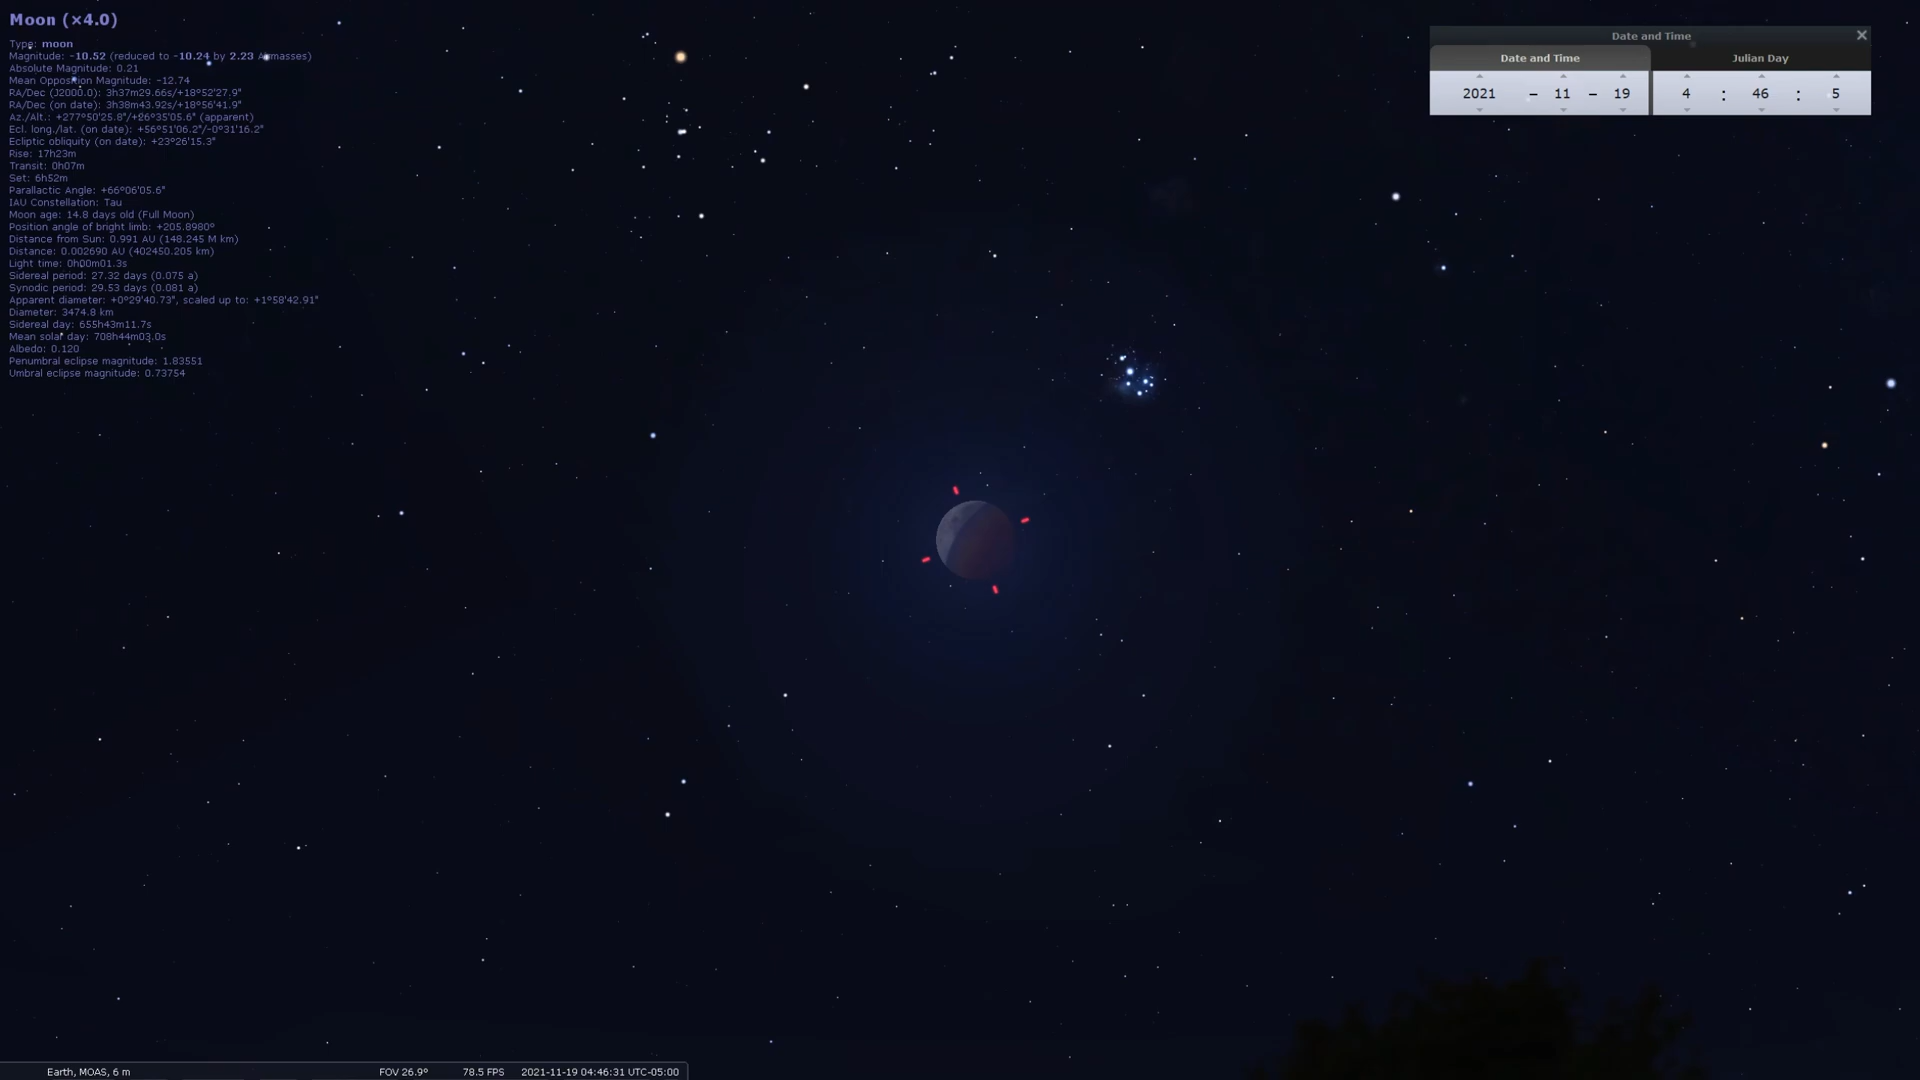 Moon (×4.0)
Type: moon
Magnitude: -10.52 (reduced to -10.24 by 2.23 Airmasses)
Absolute Magnitude: 0.21
Mean Opposition Magnitude: -12.74
RA/Dec (J2000.0): 3h37m29.66s/+18°52'27.9"
RA/Dec (on date): 3h38m43.92s/+18°56'41.9"
Az./Alt.: +277°50'25.8"/+26°35'05.6" (apparent)
Ecl. long./lat. (on date): +56°51'06.2"/-0°31'16.2"
Ecliptic obliquity (on date): +23°26'15.3"
Rise: 17h23m
Transit: 0h07m
Set: 6h52m
Parallactic Angle: +66°06'05.6"
IAU Constellation: Tau
Moon age: 14.8 days old (Full Moon)
Position angle of bright limb: +205.8980°
Distance from Sun: 0.991 AU (148.245 M km)
Distance: 0.002690 AU (402450.205 km)
Light time: 0h00m01.3s
Sidereal period: 27.32 days (0.075 a)
Synodic period: 29.53 days (0.081 a)
Apparent diameter: +0°29'40.73", scaled up to: +1°58'42.91"
Diameter: 3474.8 km
Sidereal day: 655h43m11.7s
Mean solar day: 708h44m03.0s
Albedo: 0.120
Penumbral eclipse magnitude: 1.83551
Umbral eclipse magnitude: 0.73754
Date and Time
Date and Time Julian Day
2021 - 11 - 19 4 : 46 : 5
Earth, MOAS, 6 m FOV 26.9° 78.5 FPS 2021-11-19 04:46:31 UTC-05:00